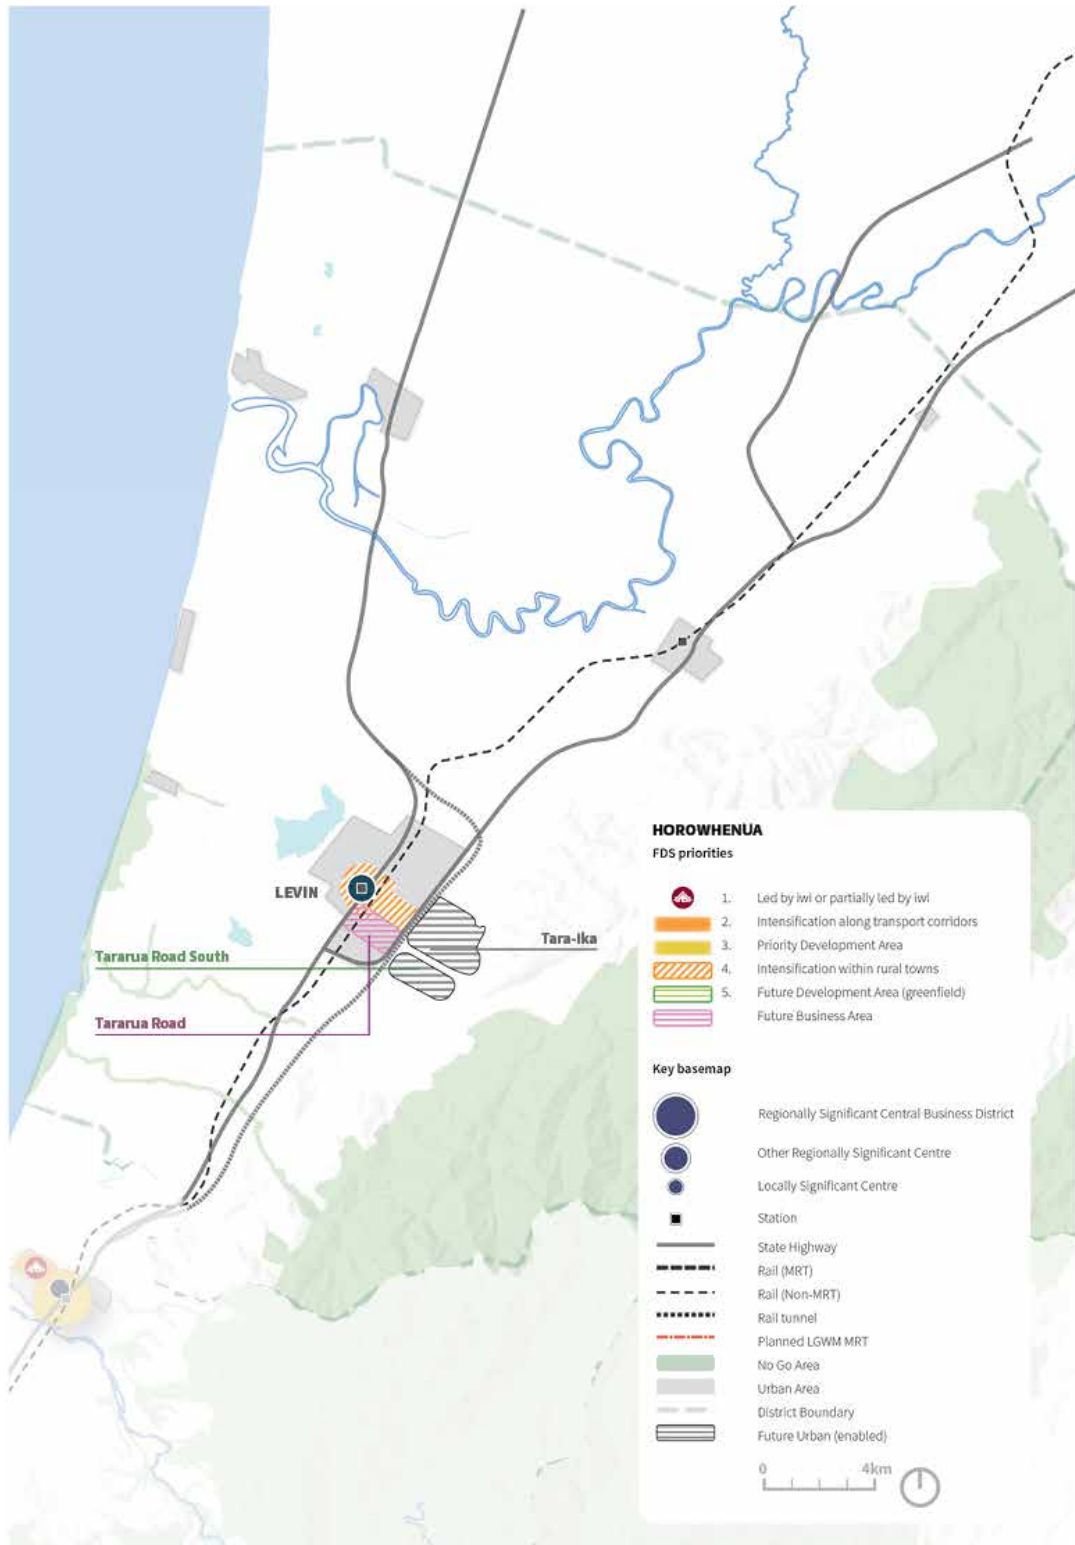 LEVIN
Tara-Ika
Tararua Road South
Tararua Road
HOROWHENUA
FDS priorities
1. Led by iwi or partially led by iwi
2. Intensification along transport corridors
3. Priority Development Area
4. Intensification within rural towns
5. Future Development Area (greenfield)
Future Business Area
Key basemap
Regionally Significant Central Business District
Other Regionally Significant Centre
Locally Significant Centre
Station
State Highway
Rail (MRT)
Rail (Non-MRT)
Rail tunnel
Planned LGWM MRT
No Go Area
Urban Area
District Boundary
Future Urban (enabled)
0 4km